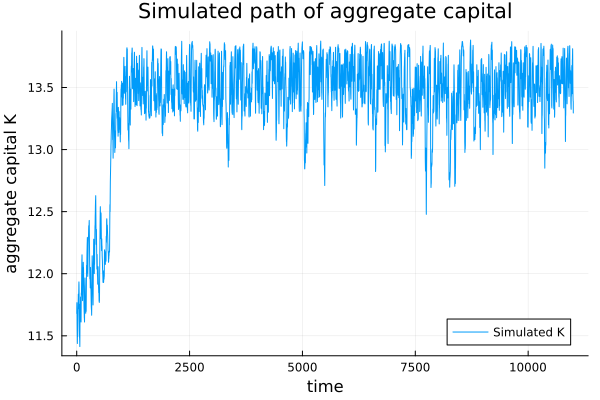 Simulated path of aggregate capital
aggregate capital K
13.5
13.0
12.5
12.0
11.5
Simulated K
0 2500 5000 7500 10000
time